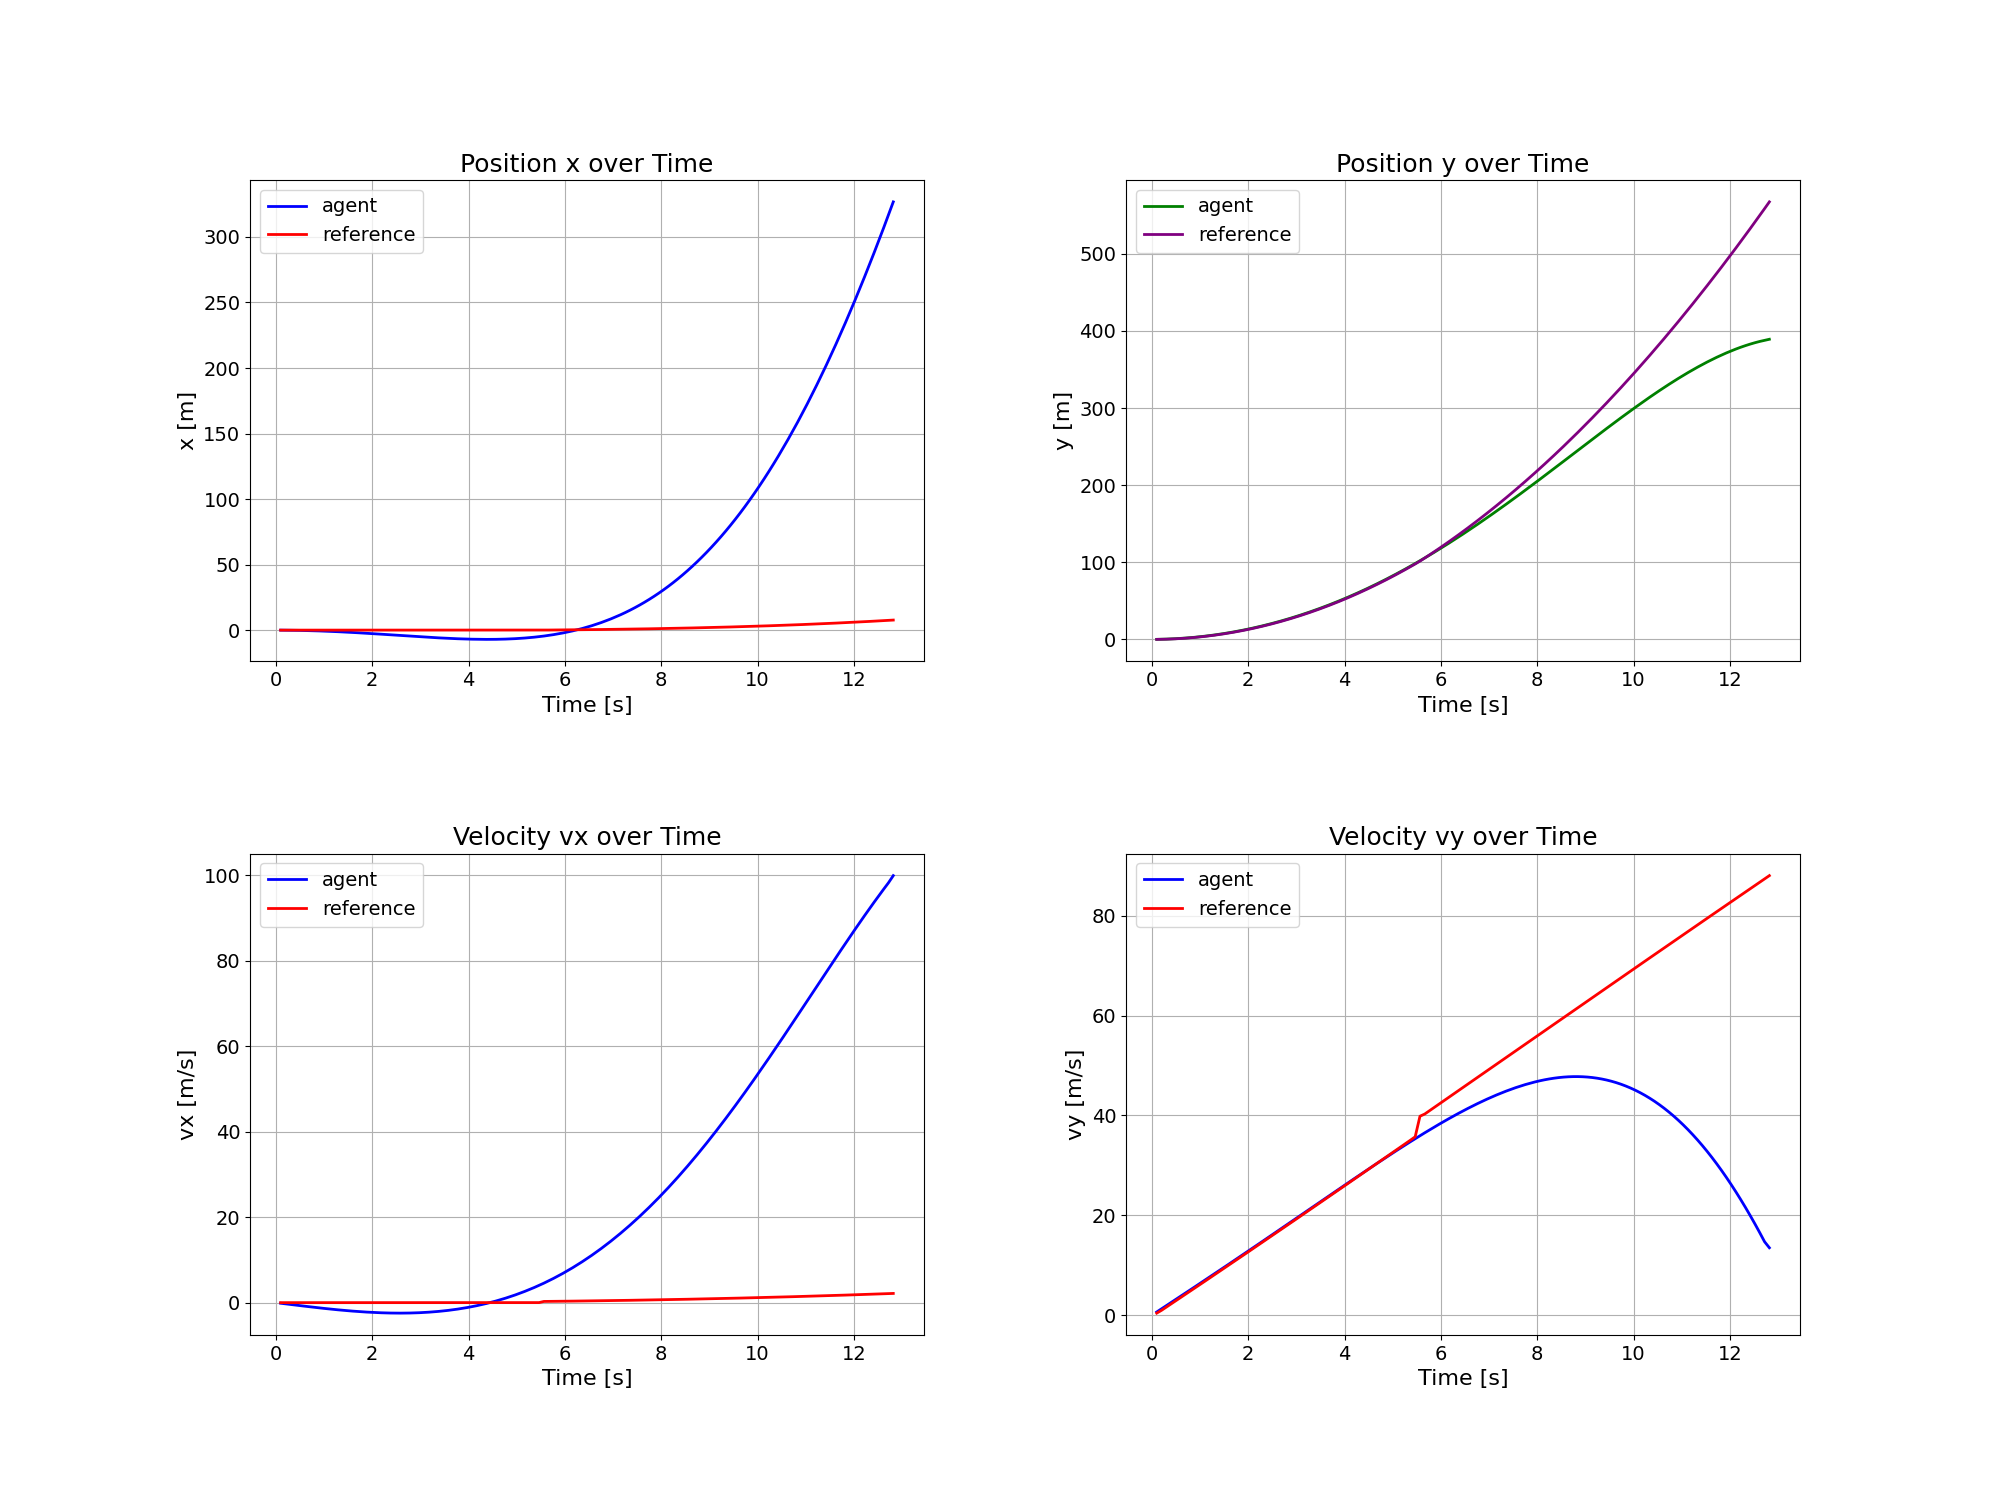 Position x over Time
agent
reference
300
250
200
150
100
50
0
x [m]
0 2 4 6 8 10 12
Time [s]
Position y over Time
agent
reference
500
400
300
200
100
0
y [m]
0 2 4 6 8 10 12
Time [s]
Velocity vx over Time
agent
reference
100
80
60
40
20
0
vx [m/s]
0 2 4 6 8 10 12
Time [s]
Velocity vy over Time
agent
reference
80
60
40
20
0
vy [m/s]
0 2 4 6 8 10 12
Time [s]